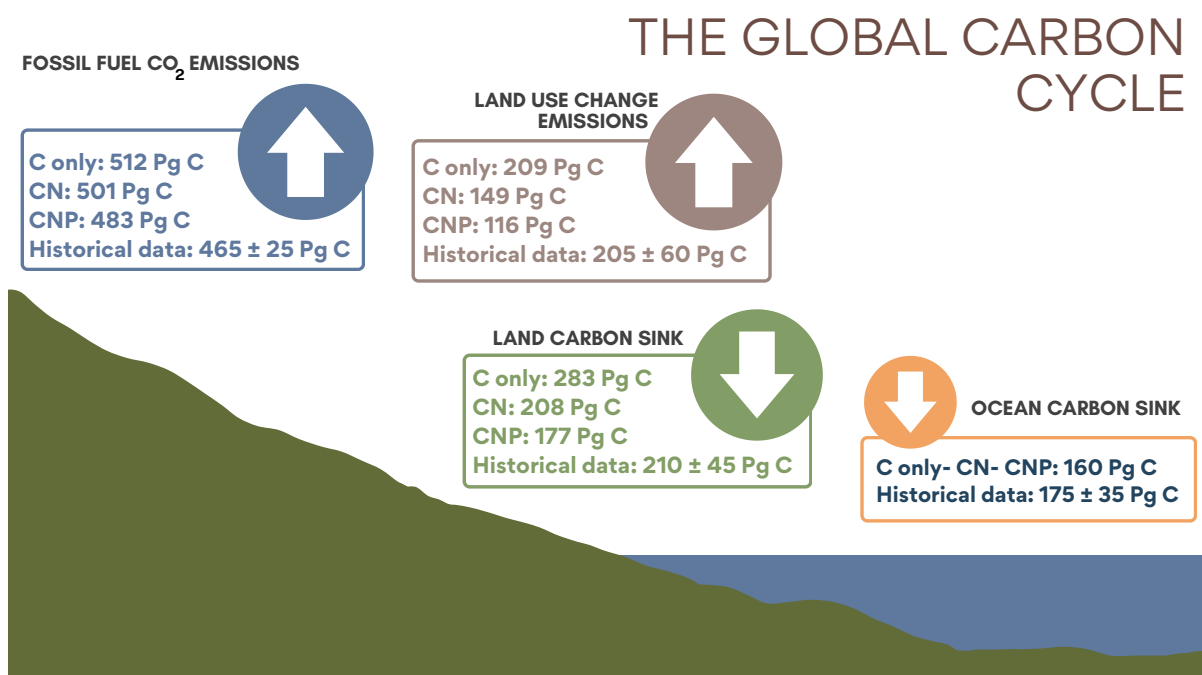 THE GLOBAL CARBON
CYCLE
FOSSIL FUEL CO2 EMISSIONS
C only: 512 Pg C
CN: 501 Pg C
CNP: 483 Pg C
Historical data: 465 ± 25 Pg C
LAND USE CHANGE
EMISSIONS
C only: 209 Pg C
CN: 149 Pg C
CNP: 116 Pg C
Historical data: 205 ± 60 Pg C
LAND CARBON SINK
C only: 283 Pg C
CN: 208 Pg C
CNP: 177 Pg C
Historical data: 210 ± 45 Pg C
OCEAN CARBON SINK
C only- CN- CNP: 160 Pg C
Historical data: 175 ± 35 Pg C